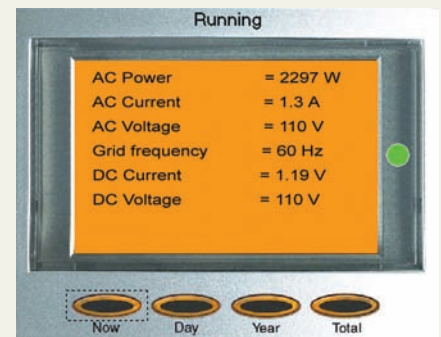 Running
AC Power = 2297 W
AC Current = 1.3 A
AC Voltage = 110 V
Grid frequency = 60 Hz
DC Current = 1.19 V
DC Voltage = 110 V
Now Day Year Total